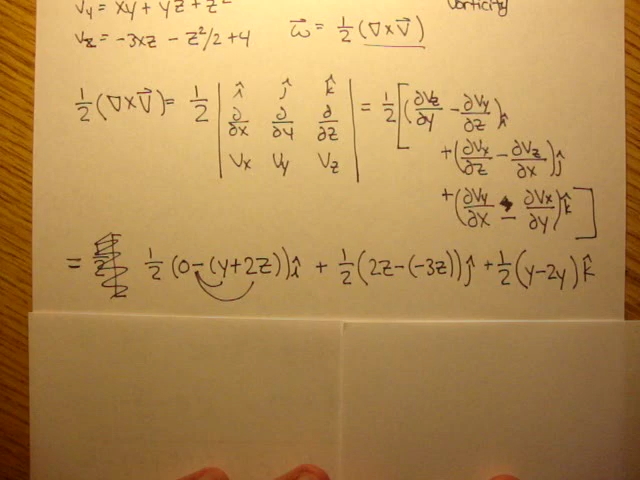 Vy = xy + yz + z²
Vz = -3xz - z²/2 + 4
ω⃗ = 1/2 (∇×V⃗)
Vorticity
1/2 (∇×V⃗) = 1/2 | î ĵ k̂ | = 1/2 [ (∂Vz/∂y - ∂Vy/∂z) î
| ∂/∂x ∂/∂y ∂/∂z | + (∂Vx/∂z - ∂Vz/∂x) ĵ
| Vx Vy Vz | + (∂Vy/∂x - ∂Vx/∂y) k̂ ]
= 1/2 (0 - (y + 2z)) î + 1/2 (2z - (-3z)) ĵ + 1/2 (y - 2y) k̂